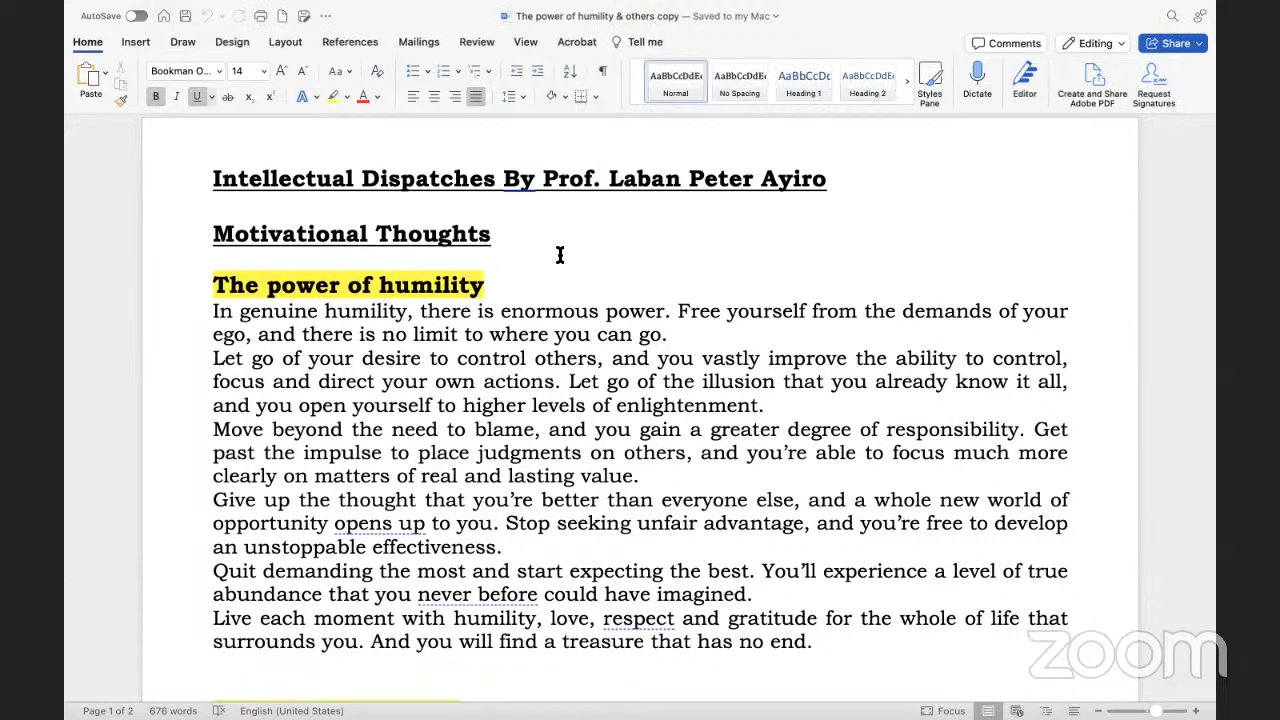 AutoSave
The power of humility & others copy — Saved to my Mac
Home Insert Draw Design Layout References Mailings Review View Acrobat Tell me Comments Editing Share
Paste Bookman O... 14 Aa
AaBbCcDdEe AaBbCcDdEe AaBbCcDc AaBbCcDdEe
Normal No Spacing Heading 1 Heading 2
Styles Pane Dictate Editor Create and Share Adobe PDF Request Signatures
Intellectual Dispatches By Prof. Laban Peter Ayiro
Motivational Thoughts
The power of humility
In genuine humility, there is enormous power. Free yourself from the demands of your
ego, and there is no limit to where you can go.
Let go of your desire to control others, and you vastly improve the ability to control,
focus and direct your own actions. Let go of the illusion that you already know it all,
and you open yourself to higher levels of enlightenment.
Move beyond the need to blame, and you gain a greater degree of responsibility. Get
past the impulse to place judgments on others, and you’re able to focus much more
clearly on matters of real and lasting value.
Give up the thought that you’re better than everyone else, and a whole new world of
opportunity opens up to you. Stop seeking unfair advantage, and you’re free to develop
an unstoppable effectiveness.
Quit demanding the most and start expecting the best. You’ll experience a level of true
abundance that you never before could have imagined.
Live each moment with humility, love, respect and gratitude for the whole of life that
surrounds you. And you will find a treasure that has no end.
zoom
Page 1 of 2 676 words English (United States) Focus